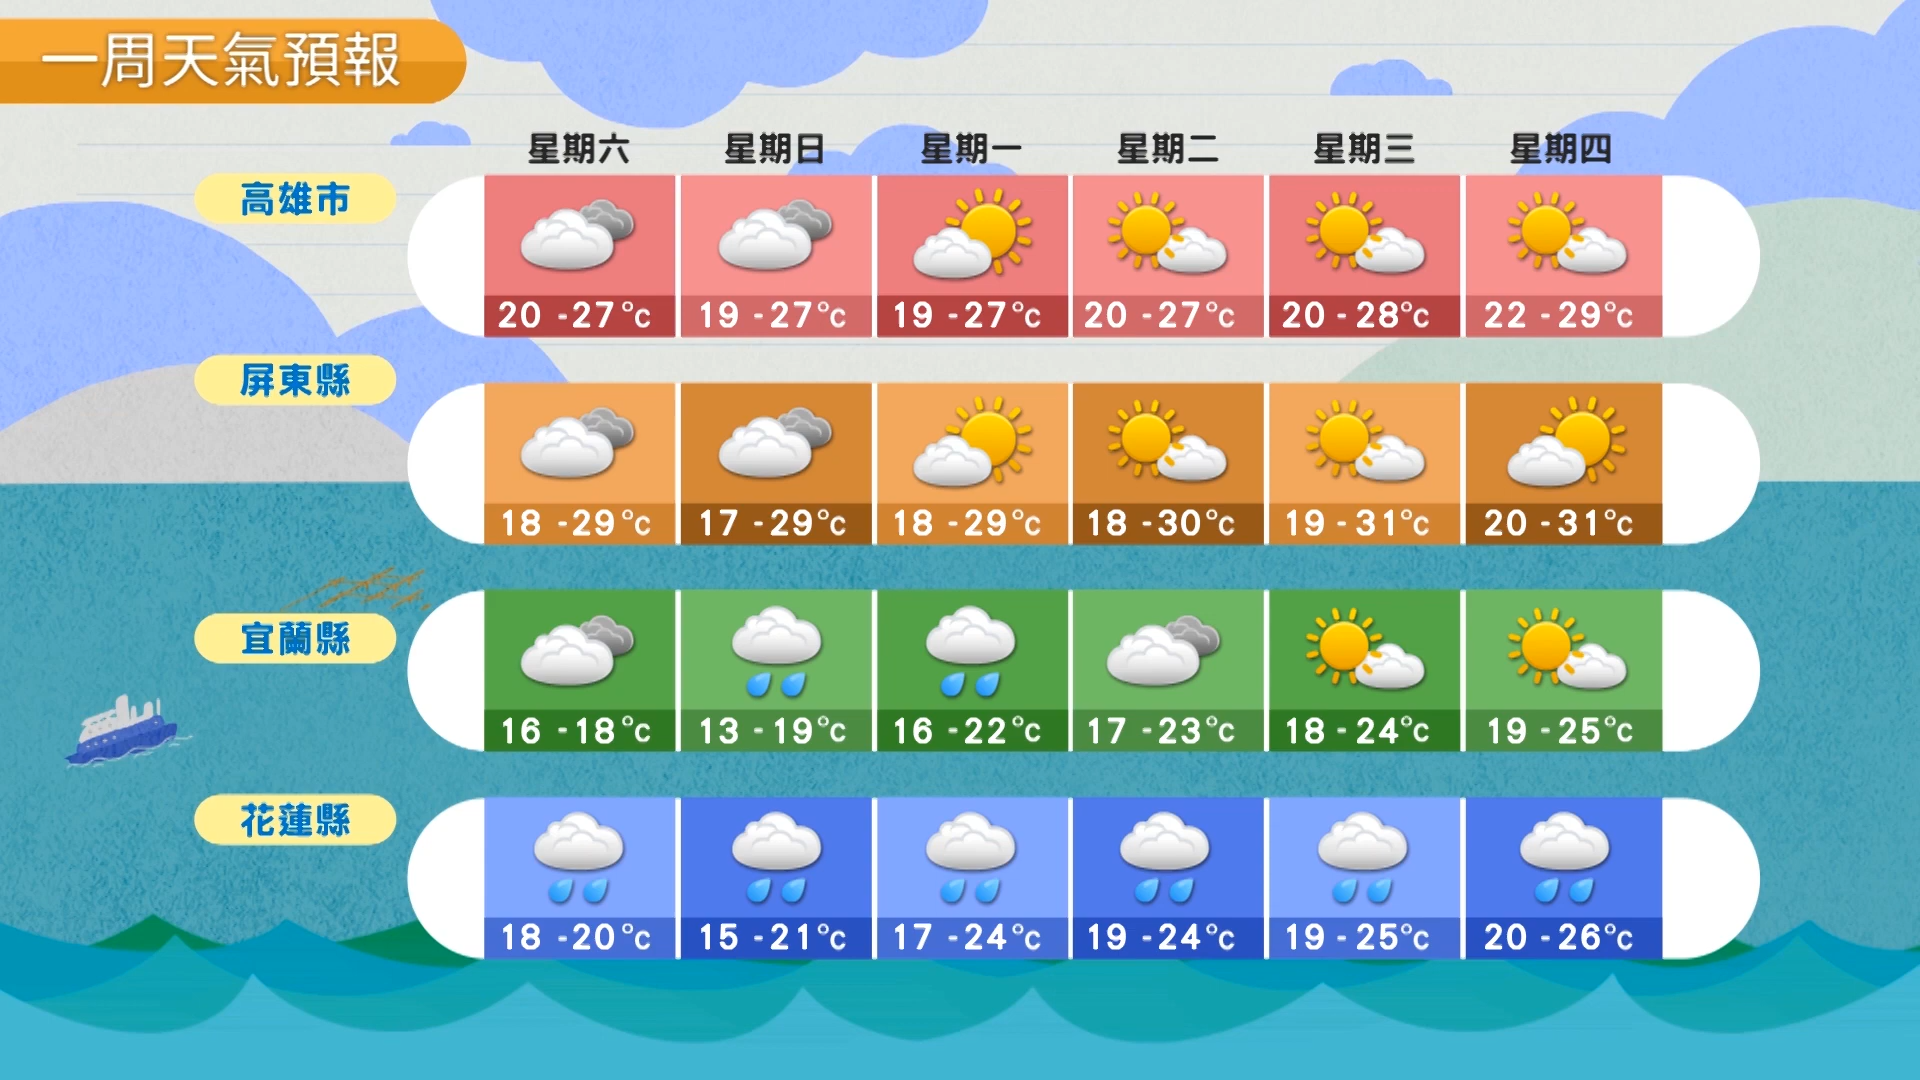 一周天氣預報
星期六 星期日 星期一 星期二 星期三 星期四
高雄市
20 -27°C 19 -27°C 19 -27°C 20 -27°C 20 - 28°C 22 -29°C
屏東縣
18 -29°C 17 -29°C 18 -29°C 18 -30°C 19 -31°C 20 -31°C
宜蘭縣
16 -18°C 13 -19°C 16 -22°C 17 -23°C 18 -24°C 19 -25°C
花蓮縣
18 -20°C 15 -21°C 17 -24°C 19 -24°C 19 -25°C 20 -26°C